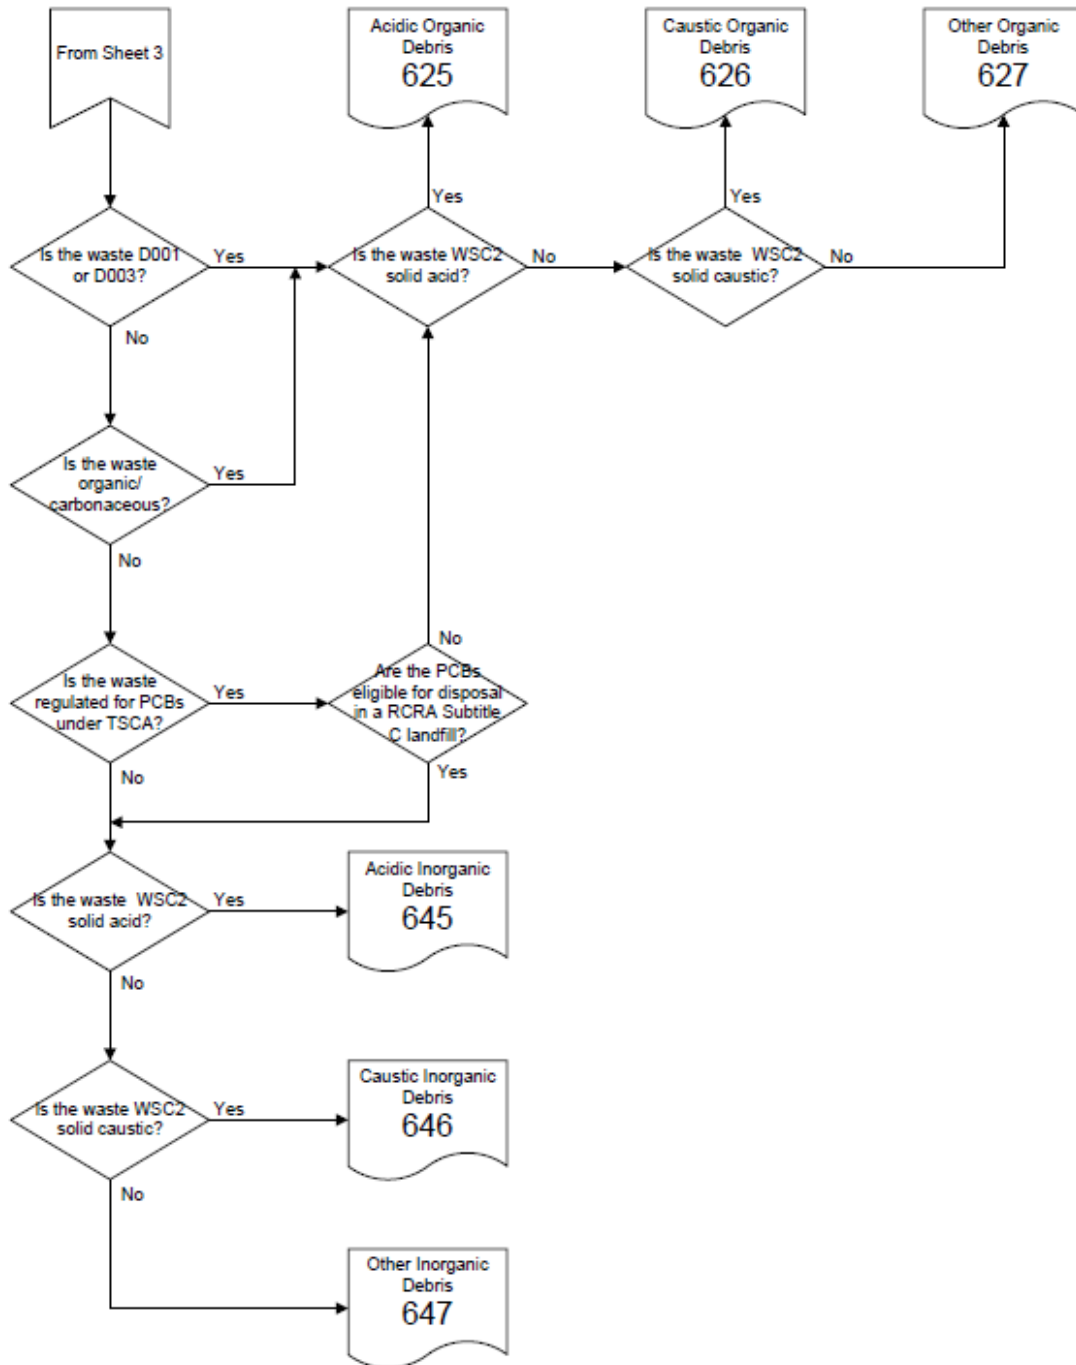 From Sheet 3
Acidic Organic
Debris
625
Caustic Organic
Debris
626
Other Organic
Debris
627
Yes
Yes
Is the waste D001
or D003?
Yes
Is the waste WSC2
solid acid?
No
Is the waste WSC2
solid caustic?
No
No
Is the waste
organic/
carbonaceous?
Yes
No
No
Is the waste
regulated for PCBs
under TSCA?
Yes
Are the PCBs
eligible for disposal
in a RCRA Subtitle
C landfill?
No
Yes
Is the waste WSC2
solid acid?
Yes
Acidic Inorganic
Debris
645
No
Is the waste WSC2
solid caustic?
Yes
Caustic Inorganic
Debris
646
No
Other Inorganic
Debris
647